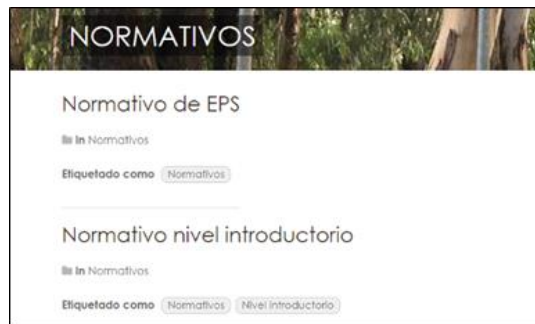 NORMATIVOS
Normativo de EPS
In Normativos
Etiquetado como Normativos
Normativo nivel introductorio
In Normativos
Etiquetado como Normativos Nivel introductorio